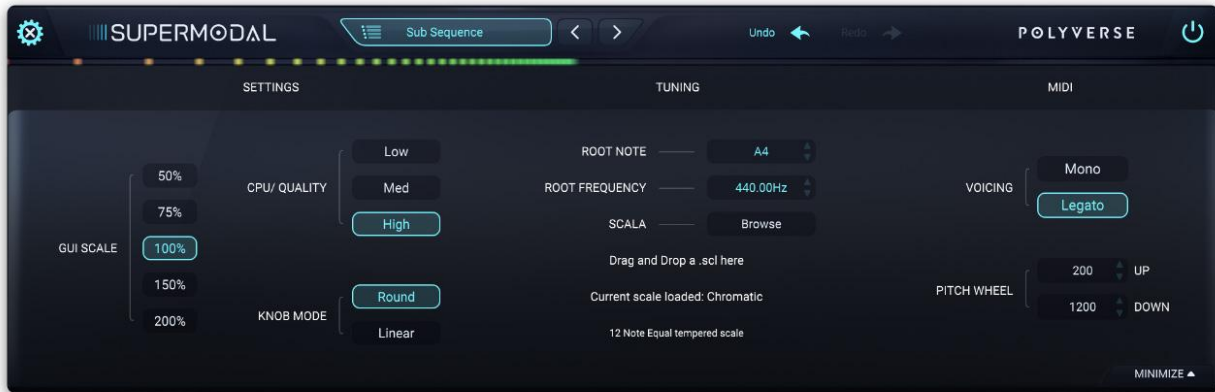 SUPERMODAL
Sub Sequence
Undo
Redo
POLYVERSE
SETTINGS
TUNING
MIDI
GUI SCALE
50%
75%
100%
150%
200%
CPU/ QUALITY
Low
Med
High
KNOB MODE
Round
Linear
ROOT NOTE
A4
ROOT FREQUENCY
440.00Hz
SCALA
Browse
Drag and Drop a .scl here
Current scale loaded: Chromatic
12 Note Equal tempered scale
VOICING
Mono
Legato
PITCH WHEEL
200 UP
1200 DOWN
MINIMIZE